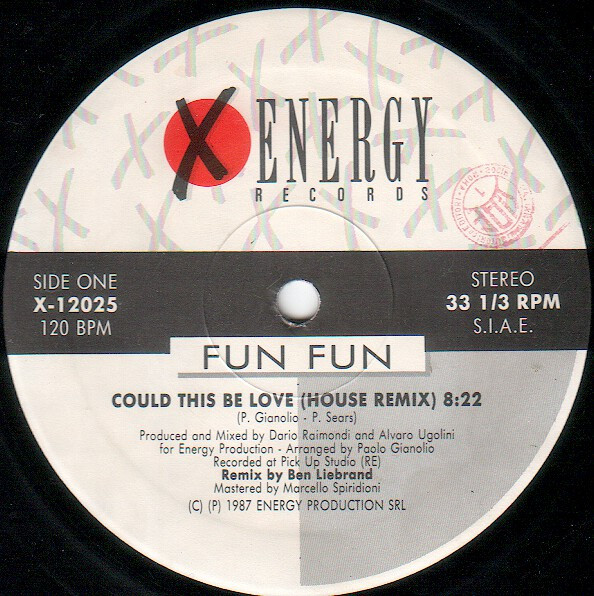 X ENERGY
RECORDS
SIDE ONE
X-12025
120 BPM
STEREO
33 1/3 RPM
S.I.A.E.
FUN FUN
COULD THIS BE LOVE (HOUSE REMIX) 8:22
(P. Gianolio - P. Sears)
Produced and Mixed by Dario Raimondi and Alvaro Ugolini
for Energy Production - Arranged by Paolo Gianolio
Recorded at Pick Up Studio (RE)
Remix by Ben Liebrand
Mastered by Marcello Spiridioni
(C) (P) 1987 ENERGY PRODUCTION SRL